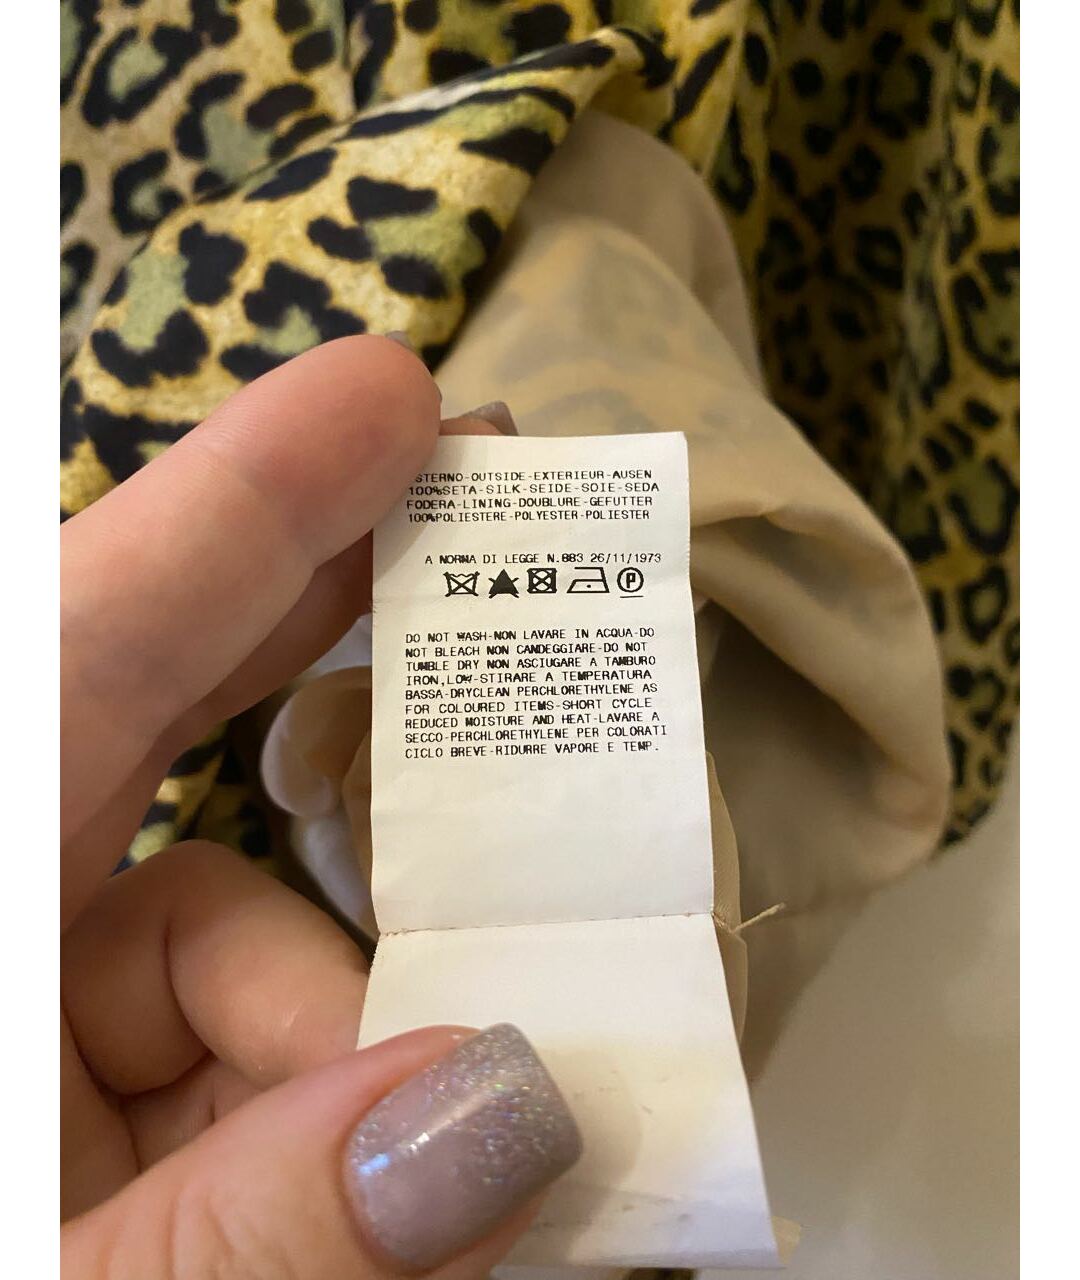 STERNO-OUTSIDE-EXTERIEUR-AUSEN
100%SETA-SILK-SEIDE-SOIE-SEDA
FODERA-LINING-DOUBLURE-GEFUTTER
100%POLIESTERE-POLYESTER-POLIESTER
A NORMA DI LEGGE N.883 26/11/1973
P
DO NOT WASH-NON LAVARE IN ACQUA-DO
NOT BLEACH NON CANDEGGIARE-DO NOT
TUMBLE DRY NON ASCIUGARE A TAMBURO
IRON,LOW-STIRARE A TEMPERATURA
BASSA-DRYCLEAN PERCHLORETHYLENE AS
FOR COLOURED ITEMS-SHORT CYCLE
REDUCED MOISTURE AND HEAT-LAVARE A
SECCO-PERCHLORETHYLENE PER COLORATI
CICLO BREVE-RIDURRE VAPORE E TEMP.